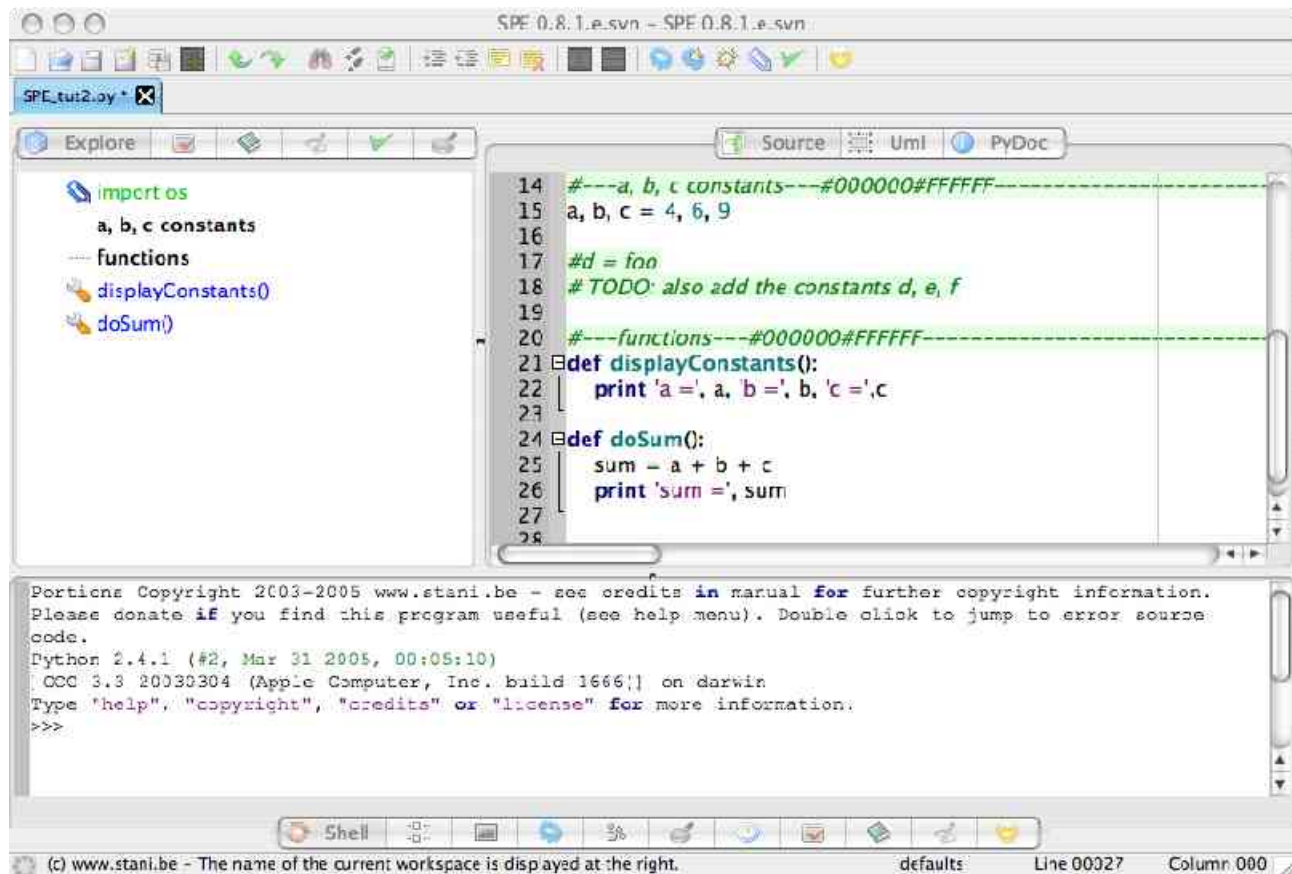 SPE 0.8.1.e.svn - SPE 0.8.1.e.svn
SPE_tut2.py *
Explore
Source Uml PyDoc
import os
a, b, c constants
functions
displayConstants()
doSum()
14 #---a, b, c constants---#000000#FFFFFF------------------------------
15 a, b, c = 4, 6, 9
16
17 #d = foo
18 # TODO: also add the constants d, e, f
19
20 #---functions---#000000#FFFFFF------------------------------
21 def displayConstants():
22 print 'a =', a, 'b =', b, 'c =',c
23
24 def doSum():
25 sum = a + b + c
26 print 'sum =', sum
27
28
Portions Copyright 2003-2005 www.stani.be - see credits in manual for further copyright information.
Please donate if you find this program useful (see help menu). Double click to jump to error source
code.
Python 2.4.1 (#2, Mar 31 2005, 00:05:10)
[GCC 3.3 20030304 (Apple Computer, Inc. build 1666)] on darwin
Type "help", "copyright", "credits" or "license" for more information.
>>>
Shell
(c) www.stani.be - The name of the current workspace is displayed at the right. defaults Line 00027 Column 000